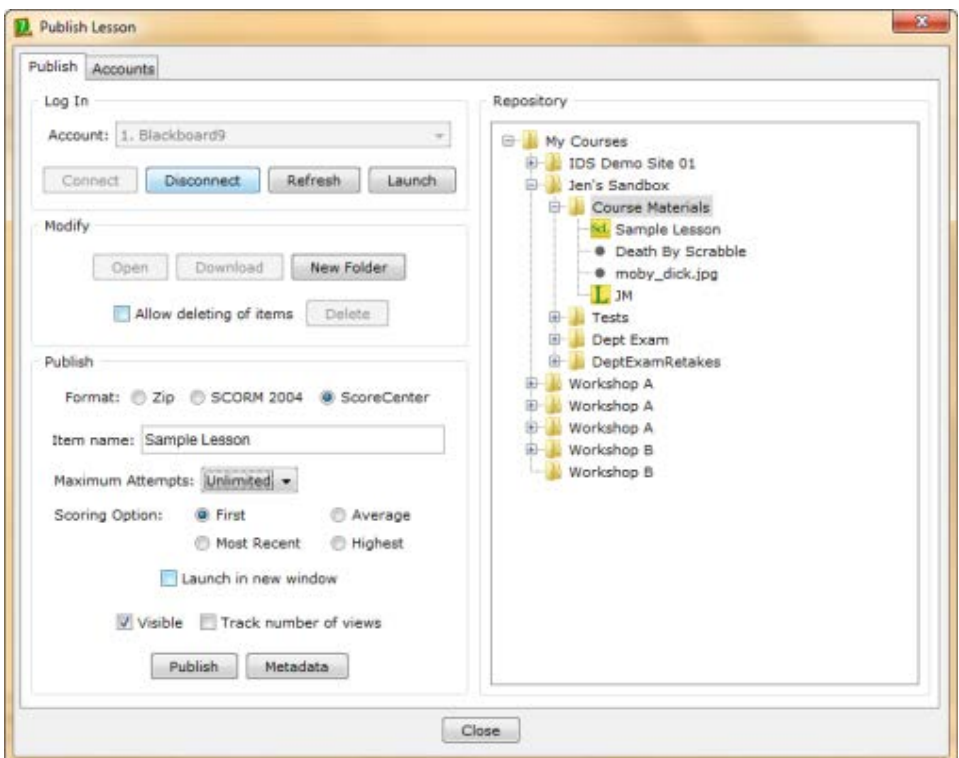 Publish Lesson
Publish Accounts
Log In
Account: 1. Blackboard9
Connect Disconnect Refresh Launch
Modify
Open Download New Folder
Allow deleting of items Delete
Publish
Format: Zip SCORM 2004 ScoreCenter
Item name: Sample Lesson
Maximum Attempts: Unlimited
Scoring Option: First Average
Most Recent Highest
Launch in new window
Visible Track number of views
Publish Metadata
Repository
My Courses
IDS Demo Site 01
Jen's Sandbox
Course Materials
Sample Lesson
Death By Scrabble
moby_dick.jpg
L JM
Tests
Dept Exam
DeptExamRetakes
Workshop A
Workshop A
Workshop A
Workshop B
Workshop B
Close